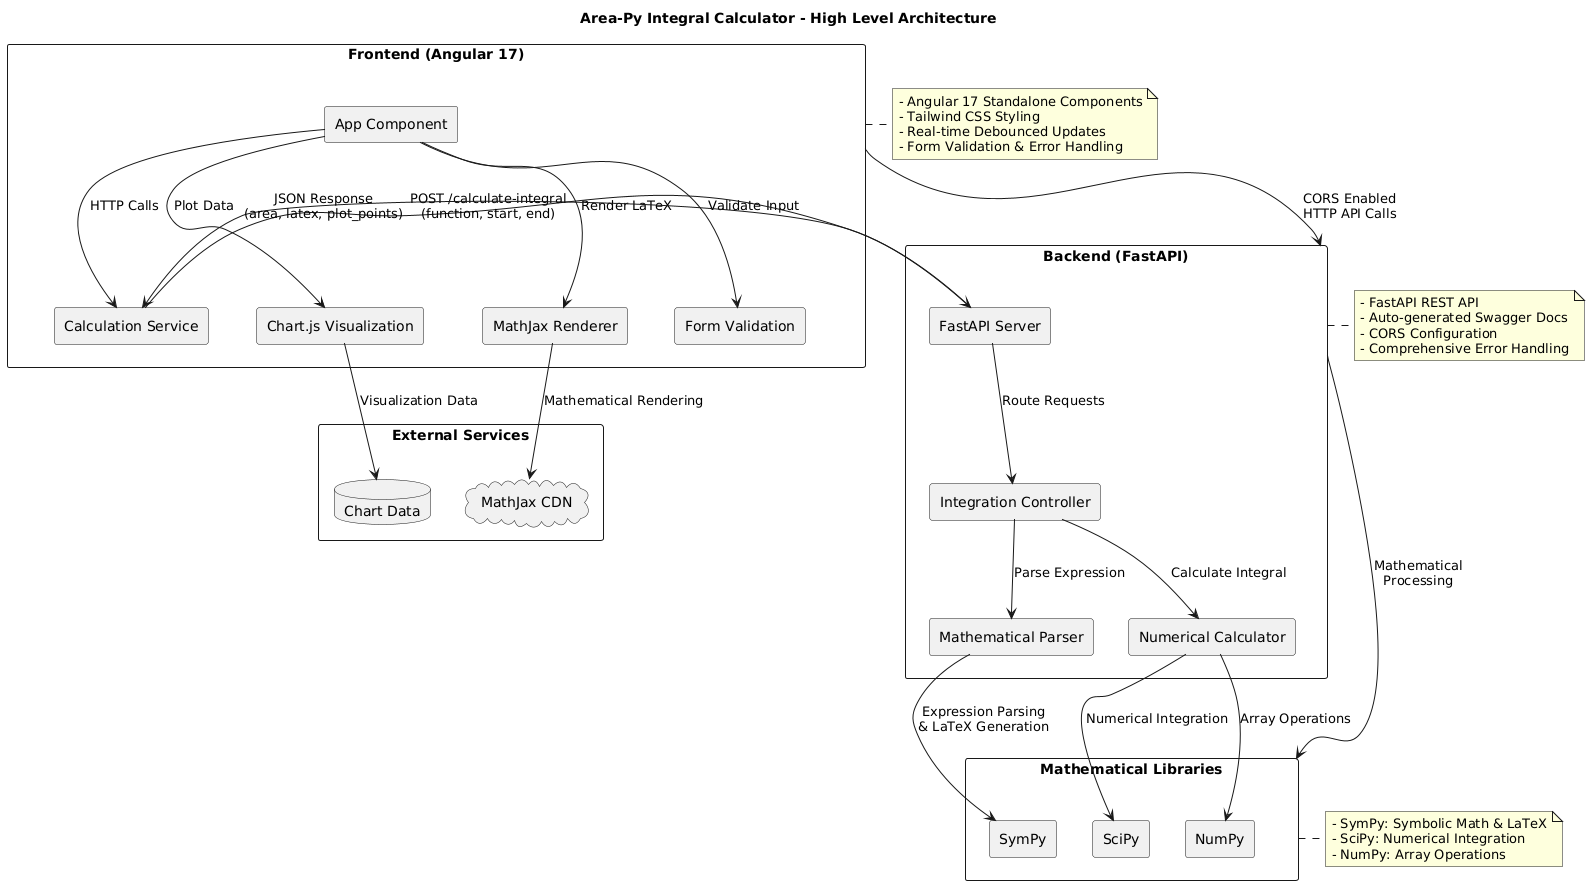 Area-Py Integral Calculator - High Level Architecture
Frontend (Angular 17)
App Component
- Angular 17 Standalone Components
- Tailwind CSS Styling
- Real-time Debounced Updates
- Form Validation & Error Handling
HTTP Calls
Plot Data
JSON Response
(area, latex, plot_points)
POST /calculate-integral
(function, start, end)
Render LaTeX
Validate Input
CORS Enabled
HTTP API Calls
Calculation Service
Chart.js Visualization
MathJax Renderer
Form Validation
Backend (FastAPI)
FastAPI Server
- FastAPI REST API
- Auto-generated Swagger Docs
- CORS Configuration
- Comprehensive Error Handling
Visualization Data
Mathematical Rendering
Route Requests
External Services
Chart Data
MathJax CDN
Integration Controller
Parse Expression
Calculate Integral
Mathematical
Processing
Mathematical Parser
Numerical Calculator
Expression Parsing
& LaTeX Generation
Numerical Integration
Array Operations
Mathematical Libraries
SymPy
SciPy
NumPy
- SymPy: Symbolic Math & LaTeX
- SciPy: Numerical Integration
- NumPy: Array Operations